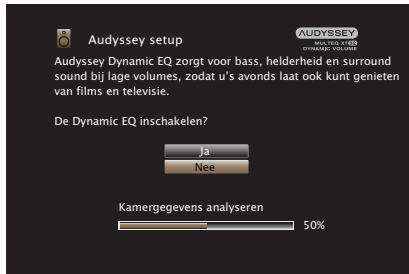 Audyssey setup
AUDYSSEY
MULTEQ XT32
DYNAMIC VOLUME
Audyssey Dynamic EQ zorgt voor bass, helderheid en surround
sound bij lage volumes, zodat u's avonds laat ook kunt genieten
van films en televisie.
De Dynamic EQ inschakelen?
Ja
Nee
Kamergegevens analyseren
50%